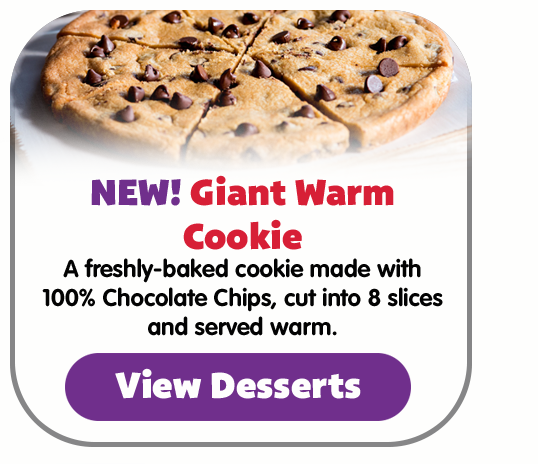 NEW! Giant Warm
Cookie
A freshly-baked cookie made with
100% Chocolate Chips, cut into 8 slices
and served warm.
View Desserts